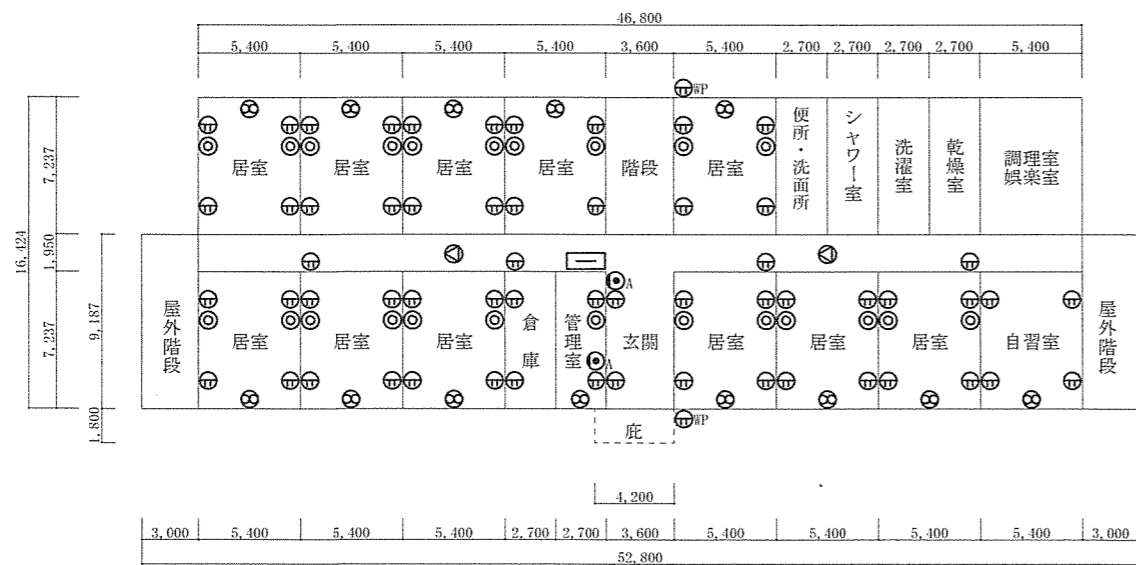 46,800
5,400 5,400 5,400 5,400 3,600 5,400 2,700 2,700 2,700 2,700 5,400
WP
7,237
16,424
1,950
9,187
7,237
1,800
居室 居室 居室 居室 階段 居室 便所・洗面所 シャワー室 洗濯室 乾燥室 調理室
娯楽室
A
屋外階段 居室 居室 居室 倉庫 管理室 玄関 居室 居室 居室 自習室 屋外階段
A
WP
庇
4,200
3,000 5,400 5,400 5,400 2,700 2,700 3,600 5,400 5,400 5,400 5,400 3,000
52,800